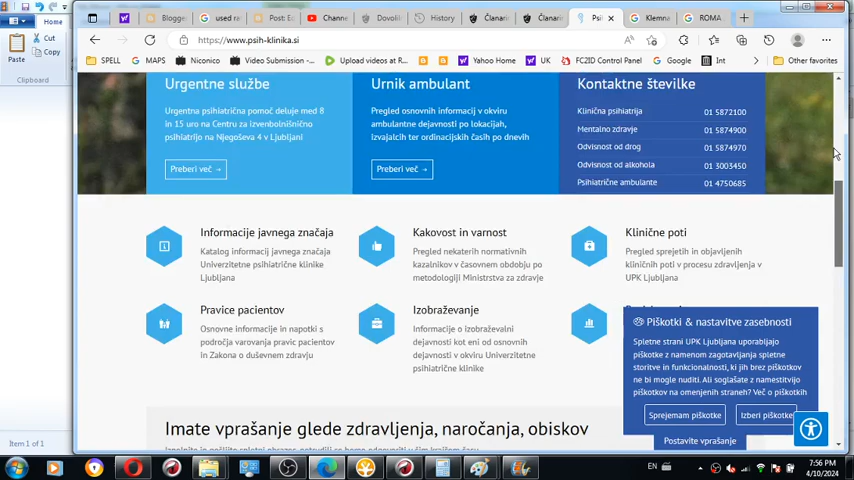 Home
Paste
Cut
Copy
Clipboard
Item 1 of 1
Blogger
used ra
Post: Ec
Channe
Dovolil
History
Članari
Članari
Psih
Klemna
ROMA
https://www.psih-klinika.si
SPELL
MAPS
Niconico
Video Submission -...
Upload videos at R...
Yahoo Home
UK
FC2ID Control Panel
Google
Int
Other favorites
Urgentne službe
Urgentna psihiatrična pomoč deluje med 8
in 15 uro na Centru za izvenbolnišnično
psihiatrijo na Njegoševa 4 v Ljubljani
Preberi več →
Urnik ambulant
Pregled osnovnih informacij v okviru
ambulantne dejavnosti po lokacijah,
izvajalcih ter ordinacijskih časih po dnevih
Preberi več →
Kontaktne številke
Klinična psihiatrija 01 5872100
Mentalno zdravje 01 5874900
Odvisnost od drog 01 5874970
Odvisnost od alkohola 01 3003450
Psihiatrične ambulante 01 4750685
Informacije javnega značaja
Katalog informacij javnega značaja
Univerzitetne psihiatrične klinike
Ljubljana
Kakovost in varnost
Pregled nekaterih normativnih
kazalnikov v časovnem obdobju po
metodologiji Ministrstva za zdravje
Klinične poti
Pregled sprejetih in objavljenih
kliničnih poti v procesu zdravljenja v
UPK Ljubljana
Pravice pacientov
Osnovne informacije in napotki s
področja varovanja pravic pacientov
in Zakona o duševnem zdravju
Izobraževanje
Informacije o izobraževalni
dejavnosti kot eni od osnovnih
dejavnosti v okviru Univerzitetne
psihiatrične klinike
Piškotki & nastavitve zasebnosti
Spletne strani UPK Ljubljana uporabljajo
piškotke z namenom zagotavljanja spletne
storitve in funkcionalnosti, ki jih brez piškotkov
ne bi mogle nuditi. Ali soglašate z namestitvijo
piškotkov na omenjenih straneh? Več o piškotkih
Sprejemam piškotke
Izberi piškotke
Postavite vprašanje
Imate vprašanje glede zdravljenja, naročanja, obiskov
EN
7:56 PM
4/10/2024